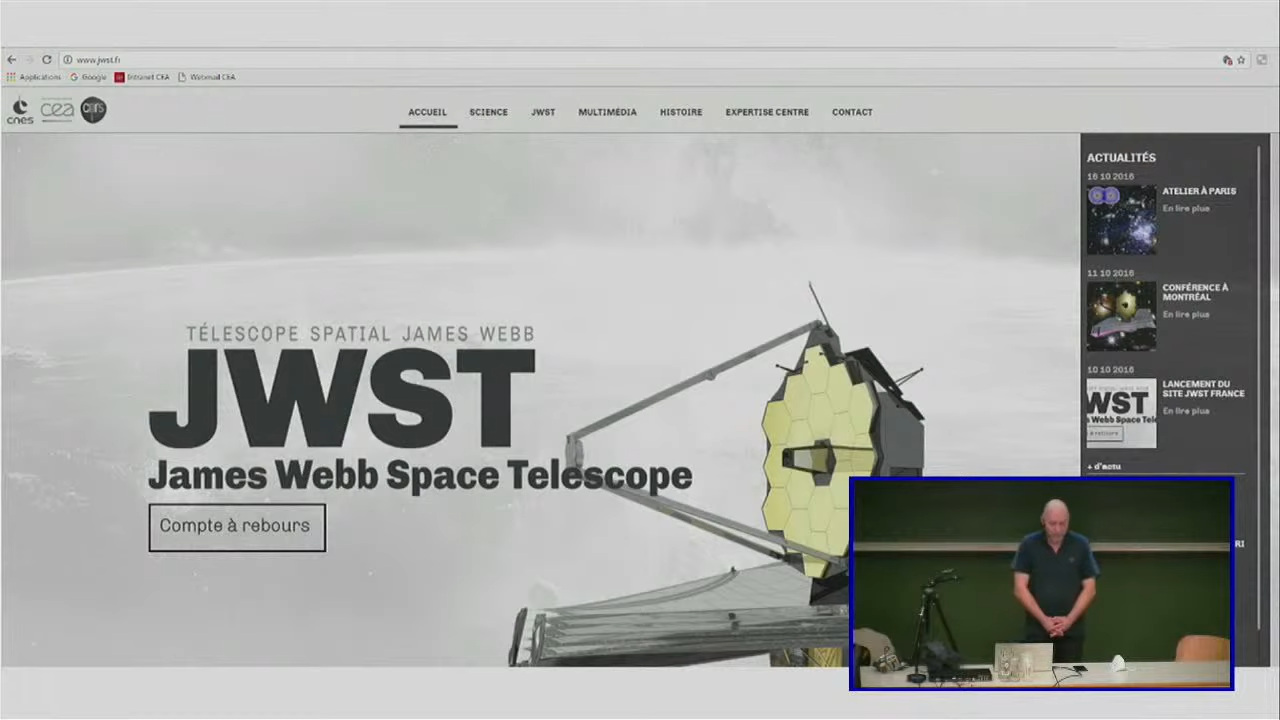 www.jwst.fr
Applications Google Intranet CEA Webmail CEA
cnes cea cnrs
ACCUEIL SCIENCE JWST MULTIMÉDIA HISTOIRE EXPERTISE CENTRE CONTACT
ACTUALITÉS
16 10 2016
ATELIER À PARIS
En lire plus
11 10 2016
CONFÉRENCE À
MONTRÉAL
En lire plus
10 10 2016
LANCEMENT DU
SITE JWST FRANCE
En lire plus
+ d'actu
TÉLESCOPE SPATIAL JAMES WEBB
JWST
James Webb Space Telescope
Compte à rebours